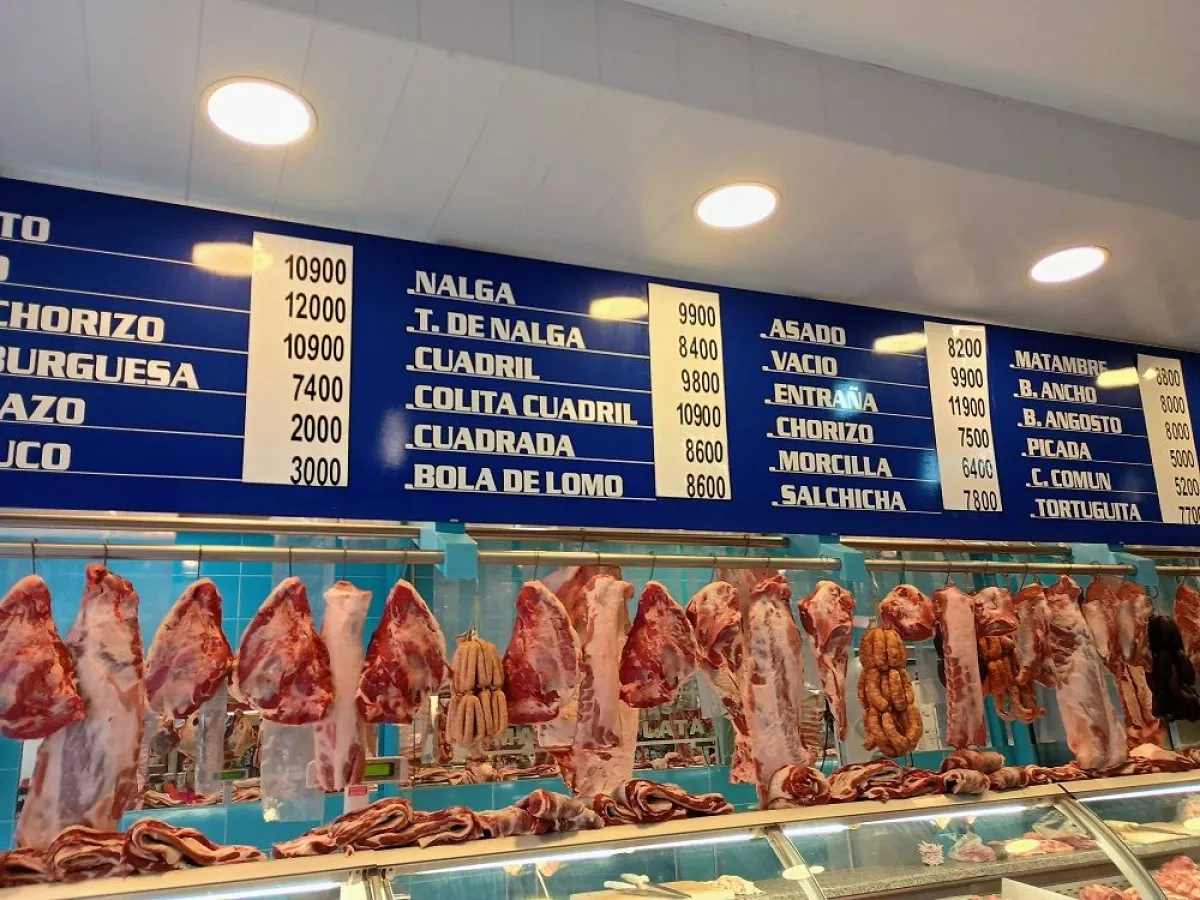 TO 10900
O 12000
CHORIZO 10900
BURGUESA 7400
AZO 2000
UCO 3000
NALGA 9900
T. DE NALGA 8400
CUADRIL 9800
COLITA CUADRIL 10900
CUADRADA 8600
BOLA DE LOMO 8600
ASADO 8200
VACIO 9900
ENTRAÑA 11900
CHORIZO 7500
MORCILLA 6400
SALCHICHA 7800
MATAMBRE 8800
B. ANCHO 8000
B. ANGOSTO 8000
PICADA 5000
C. COMUN 5200
TORTUGUITA 7700